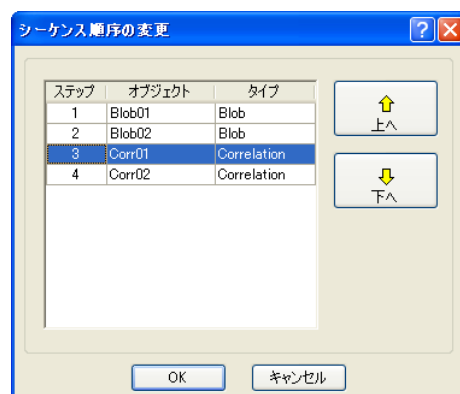 シーケンス順序の変更
ステップ オブジェクト タイプ
1 Blob01 Blob
2 Blob02 Blob
3 Corr01 Correlation
4 Corr02 Correlation
上へ
下へ
OK キャンセル